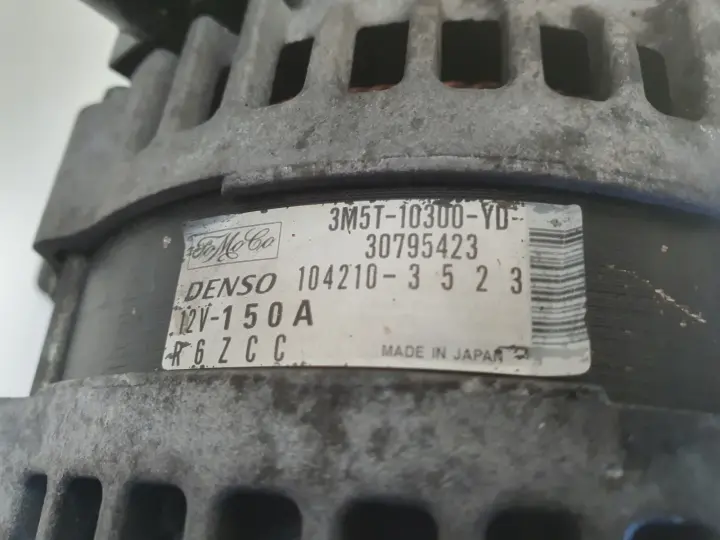 3M5T-10300-YD-
FoMoCo 30795423
DENSO 104210-3523
12V-150A
R6ZCC MADE IN JAPAN